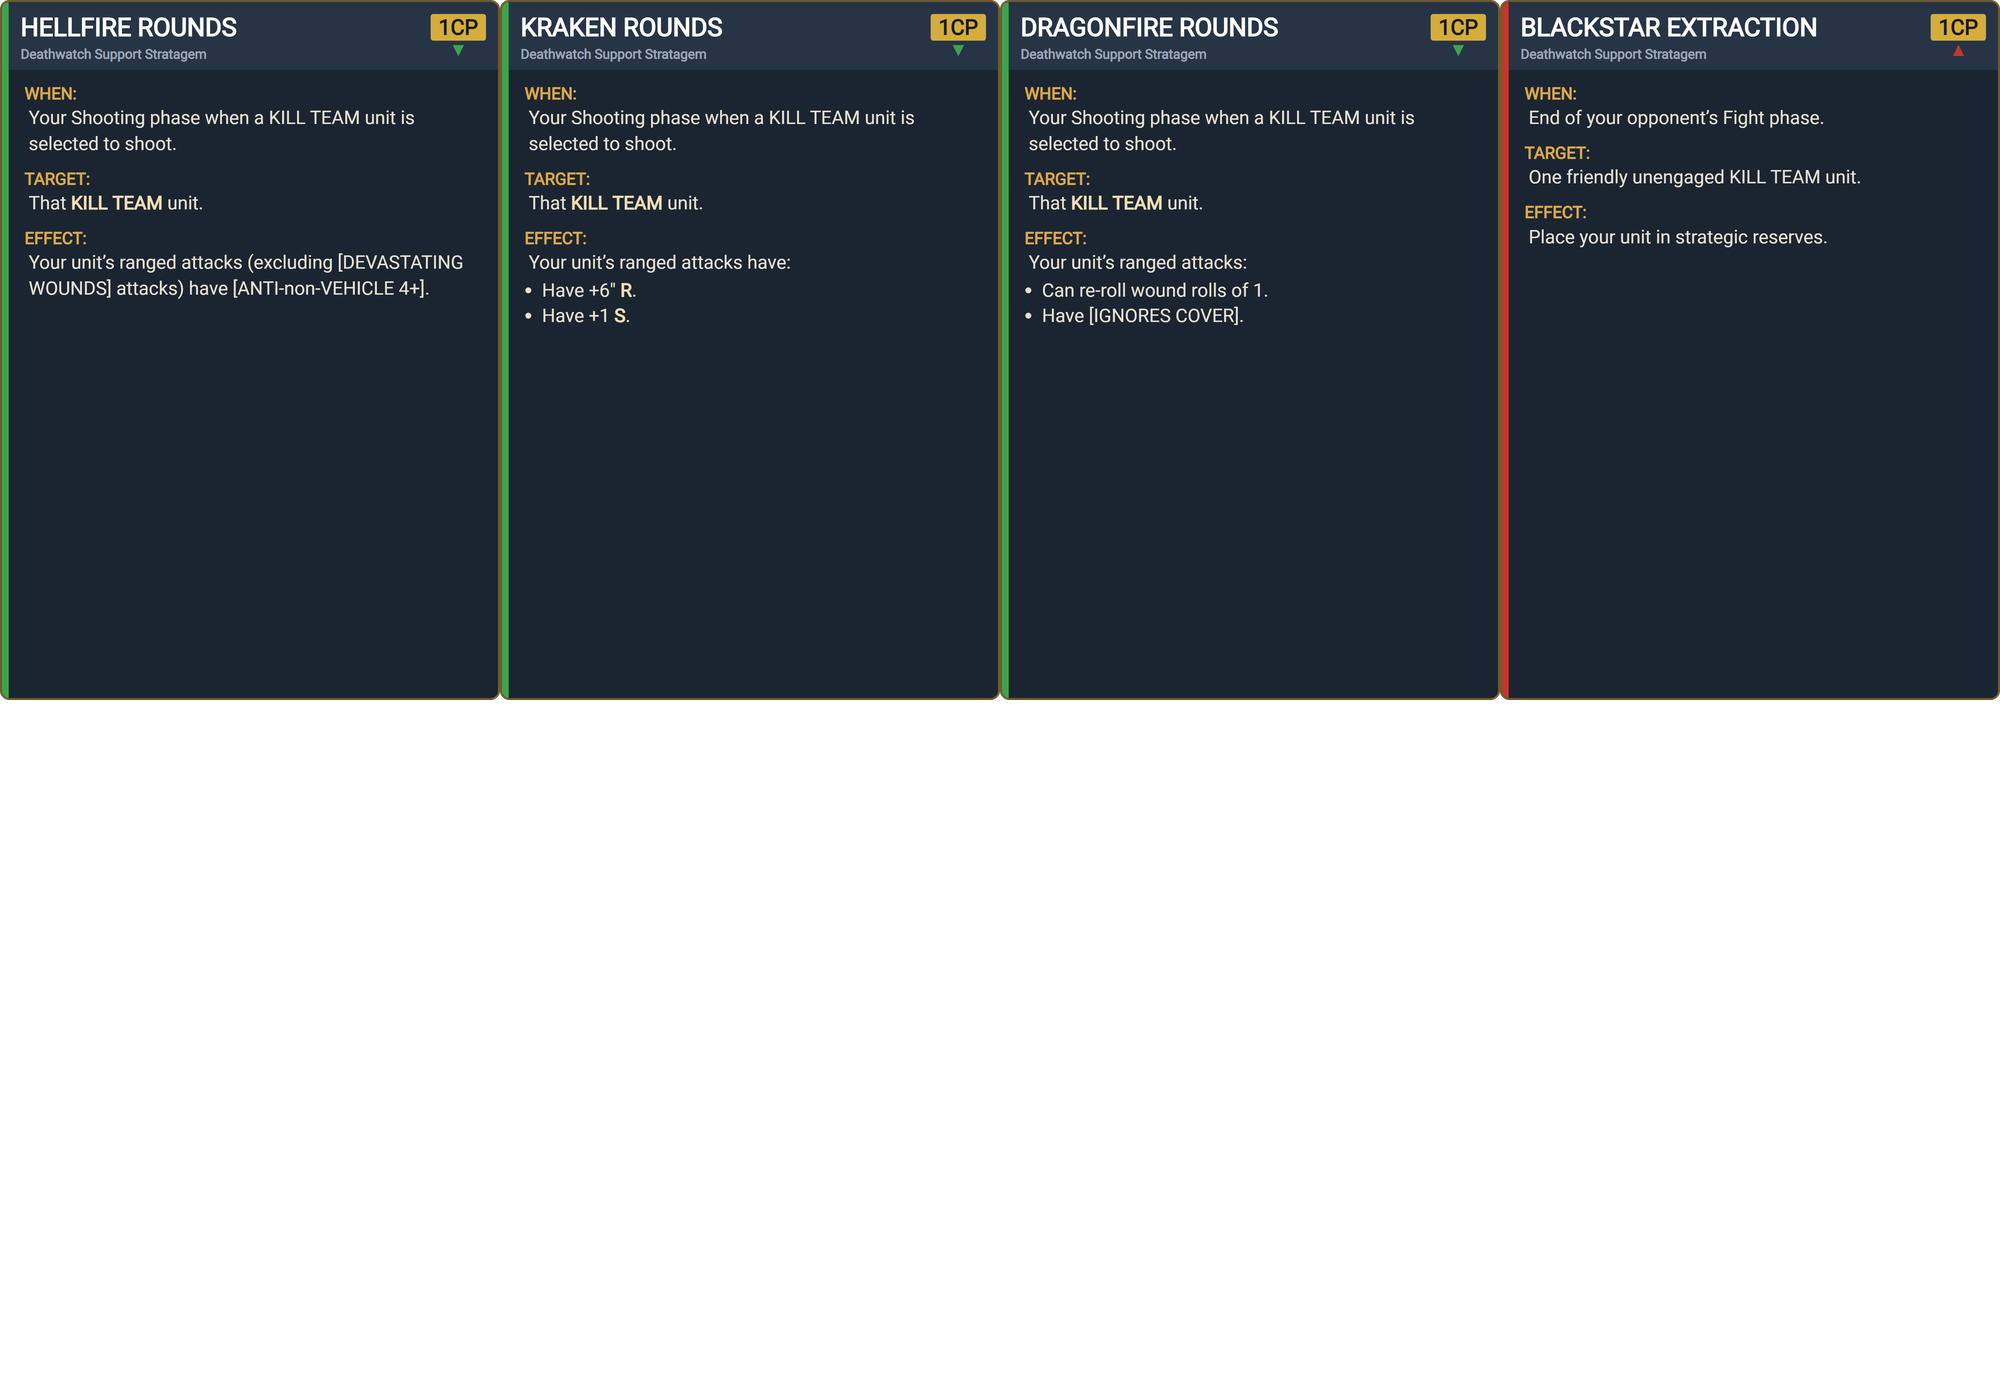 HELLFIRE ROUNDS
1CP
Deathwatch Support Stratagem
WHEN:
Your Shooting phase when a KILL TEAM unit is
selected to shoot.
TARGET:
That KILL TEAM unit.
EFFECT:
Your unit’s ranged attacks (excluding [DEVASTATING
WOUNDS] attacks) have [ANTI-non-VEHICLE 4+].
KRAKEN ROUNDS
1CP
Deathwatch Support Stratagem
WHEN:
Your Shooting phase when a KILL TEAM unit is
selected to shoot.
TARGET:
That KILL TEAM unit.
EFFECT:
Your unit’s ranged attacks have:
• Have +6" R.
• Have +1 S.
DRAGONFIRE ROUNDS
1CP
Deathwatch Support Stratagem
WHEN:
Your Shooting phase when a KILL TEAM unit is
selected to shoot.
TARGET:
That KILL TEAM unit.
EFFECT:
Your unit’s ranged attacks:
• Can re-roll wound rolls of 1.
• Have [IGNORES COVER].
BLACKSTAR EXTRACTION
1CP
Deathwatch Support Stratagem
WHEN:
End of your opponent’s Fight phase.
TARGET:
One friendly unengaged KILL TEAM unit.
EFFECT:
Place your unit in strategic reserves.